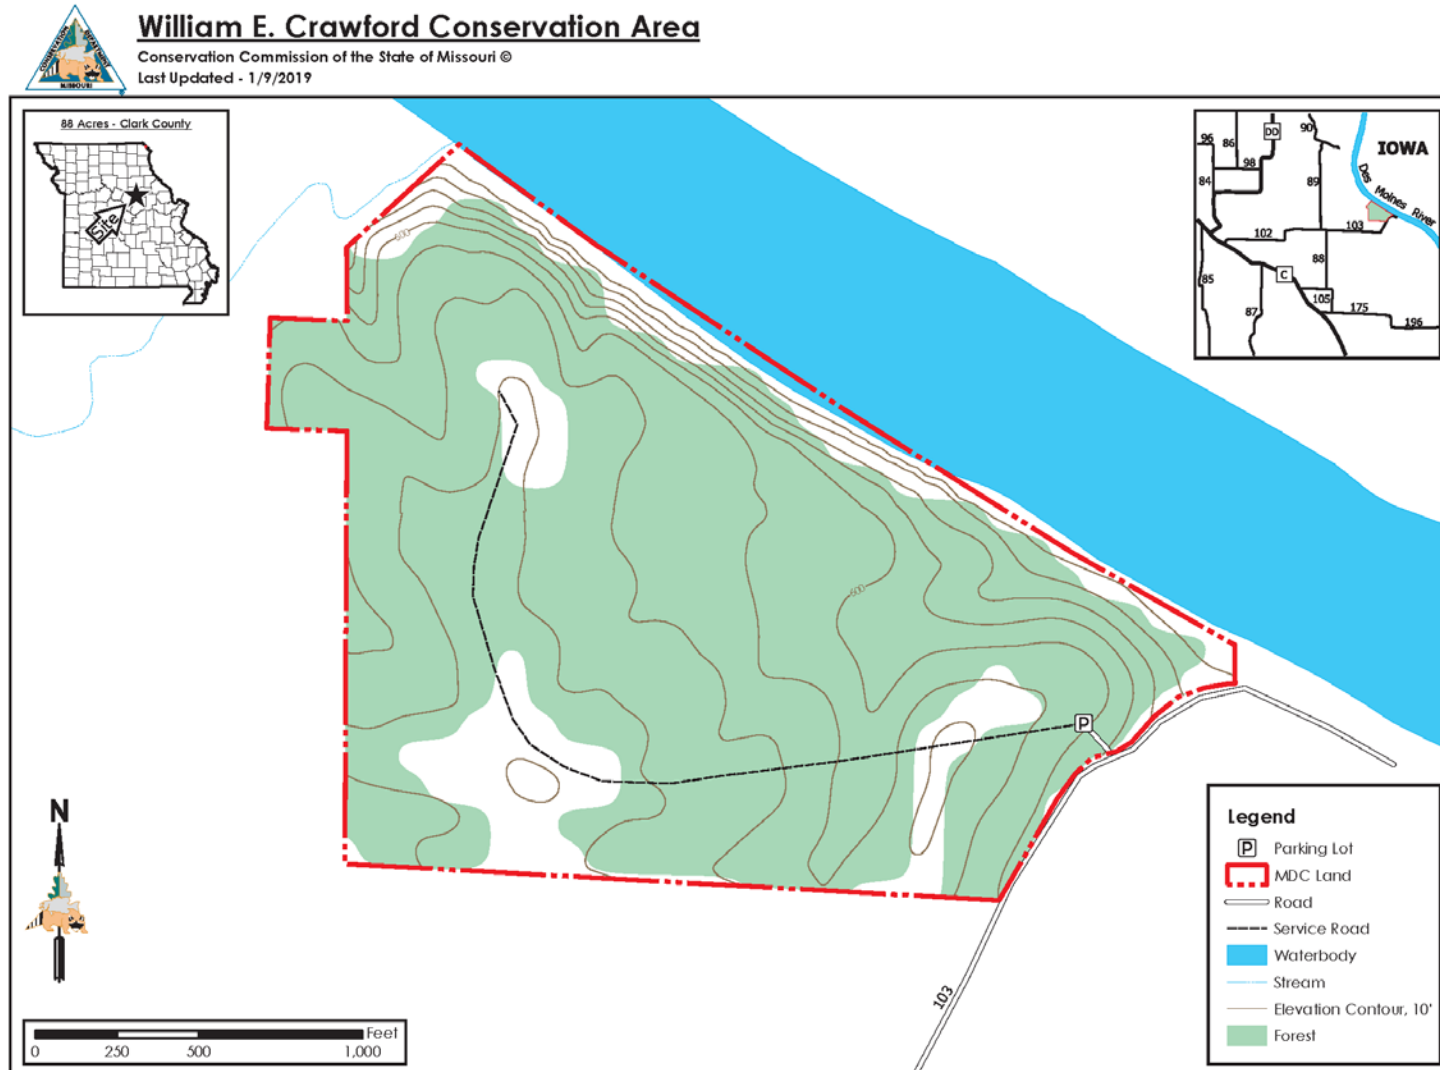 William E. Crawford Conservation Area
Conservation Commission of the State of Missouri ©
Last Updated - 1/9/2019
CONSERVATION DEPARTMENT
MISSOURI
88 Acres - Clark County
Site
600
600
P
103
N
0 250 500 1,000 Feet
96
86
DD
90
IOWA
98
84
89
Des Moines River
102
103
88
C
85
87
105
175
196
Legend
P Parking Lot
MDC Land
Road
Service Road
Waterbody
Stream
Elevation Contour, 10'
Forest